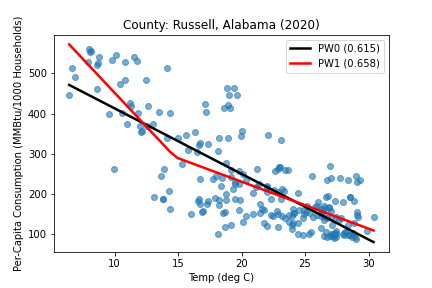 County: Russell, Alabama (2020)
Per-Capita Consumption (MMBtu/1000 Households)
500
400
300
200
100
PW0 (0.615)
PW1 (0.658)
10 15 20 25 30
Temp (deg C)